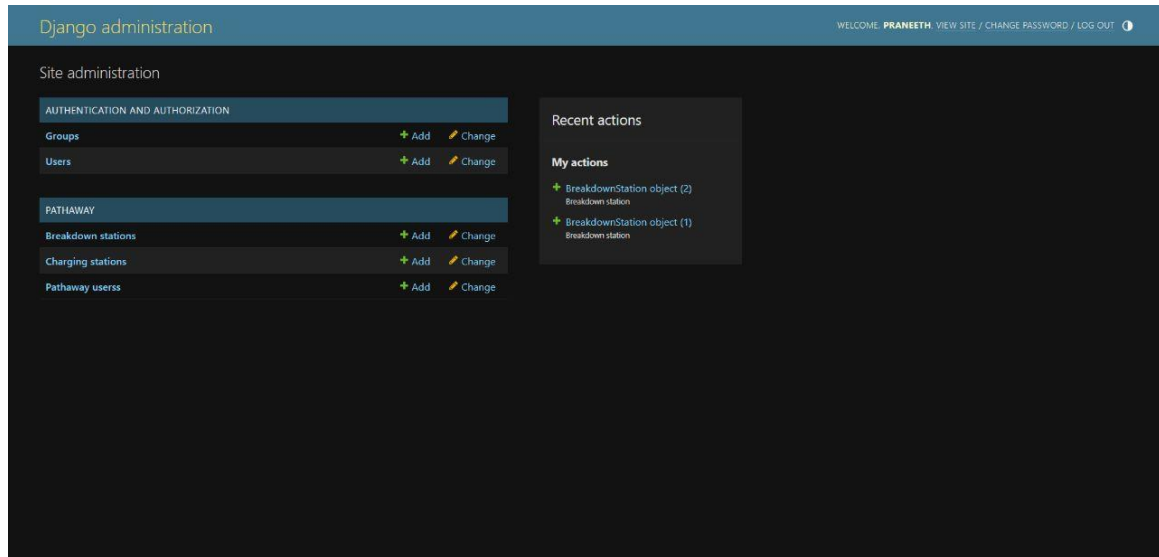 Django administration
WELCOME, PRANEETH. VIEW SITE / CHANGE PASSWORD / LOG OUT
Site administration
AUTHENTICATION AND AUTHORIZATION
Groups + Add Change
Users + Add Change
PATHAWAY
Breakdown stations + Add Change
Charging stations + Add Change
Pathaway userss + Add Change
Recent actions
My actions
+ BreakdownStation object (2)
Breakdown station
+ BreakdownStation object (1)
Breakdown station